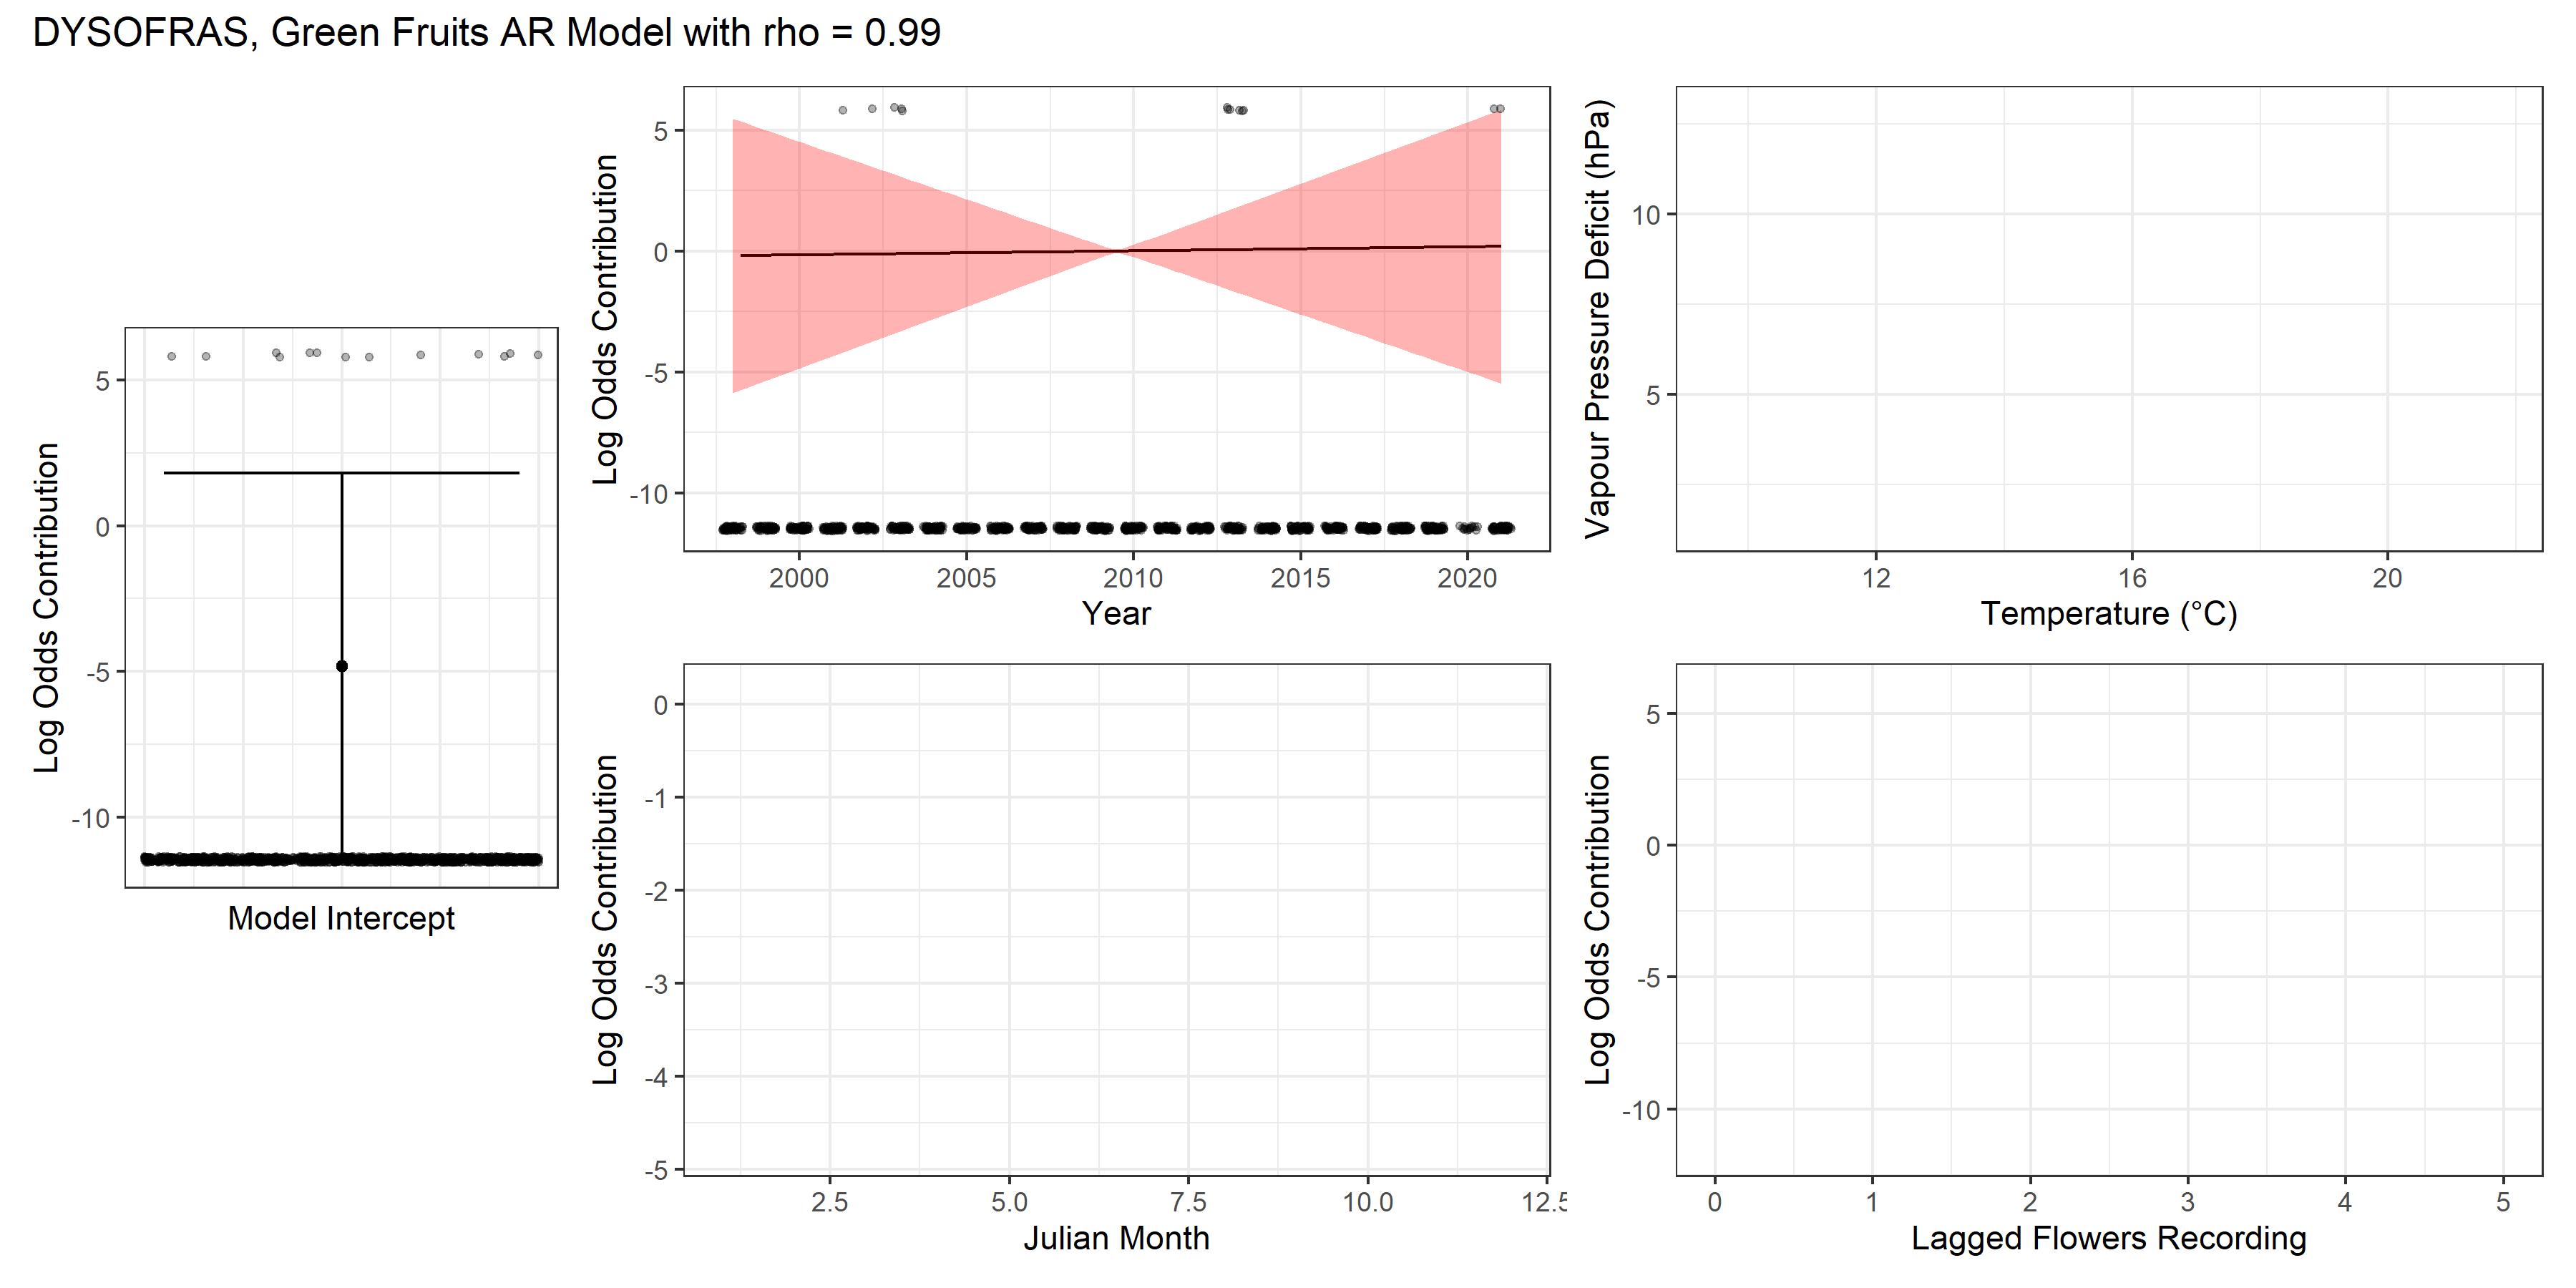 DYSOFRAS, Green Fruits AR Model with rho = 0.99
Log Odds Contribution
5
0
-5
-10
Model Intercept
Log Odds Contribution
5
0
-5
-10
2000 2005 2010 2015 2020
Year
Vapour Pressure Deficit (hPa)
10
5
12 16 20
Temperature (°C)
Log Odds Contribution
0
-1
-2
-3
-4
-5
2.5 5.0 7.5 10.0 12.5
Julian Month
Log Odds Contribution
5
0
-5
-10
0 1 2 3 4 5
Lagged Flowers Recording